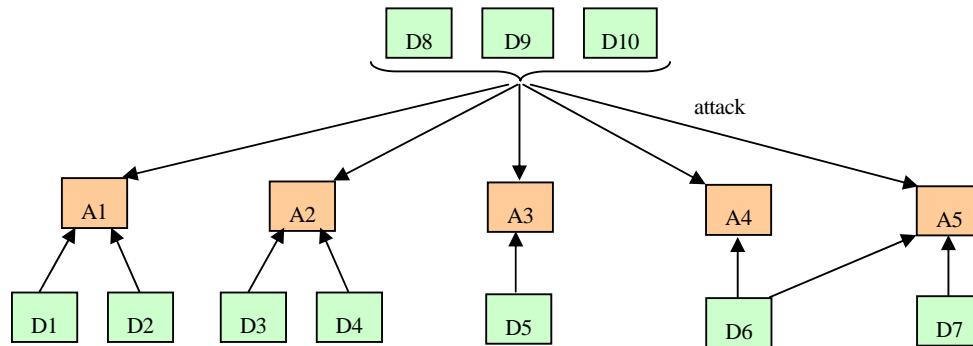 D8 D9 D10
attack
A1 A2 A3 A4 A5
D1 D2 D3 D4 D5 D6 D7